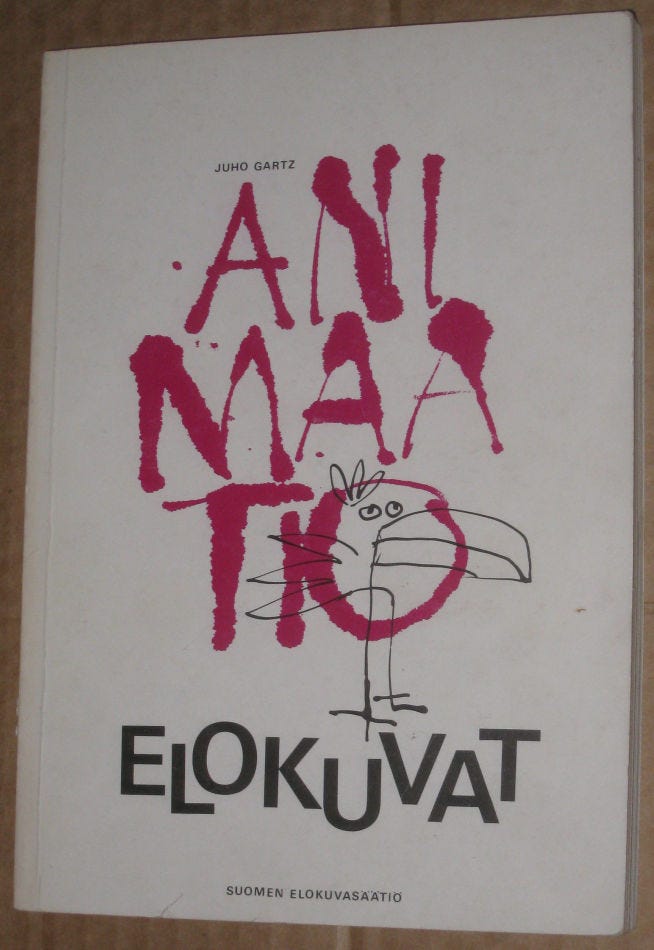 JUHO GARTZ
ANI
MAA
TIO
ELOKUVAT
SUOMEN ELOKUVASÄÄTIÖ